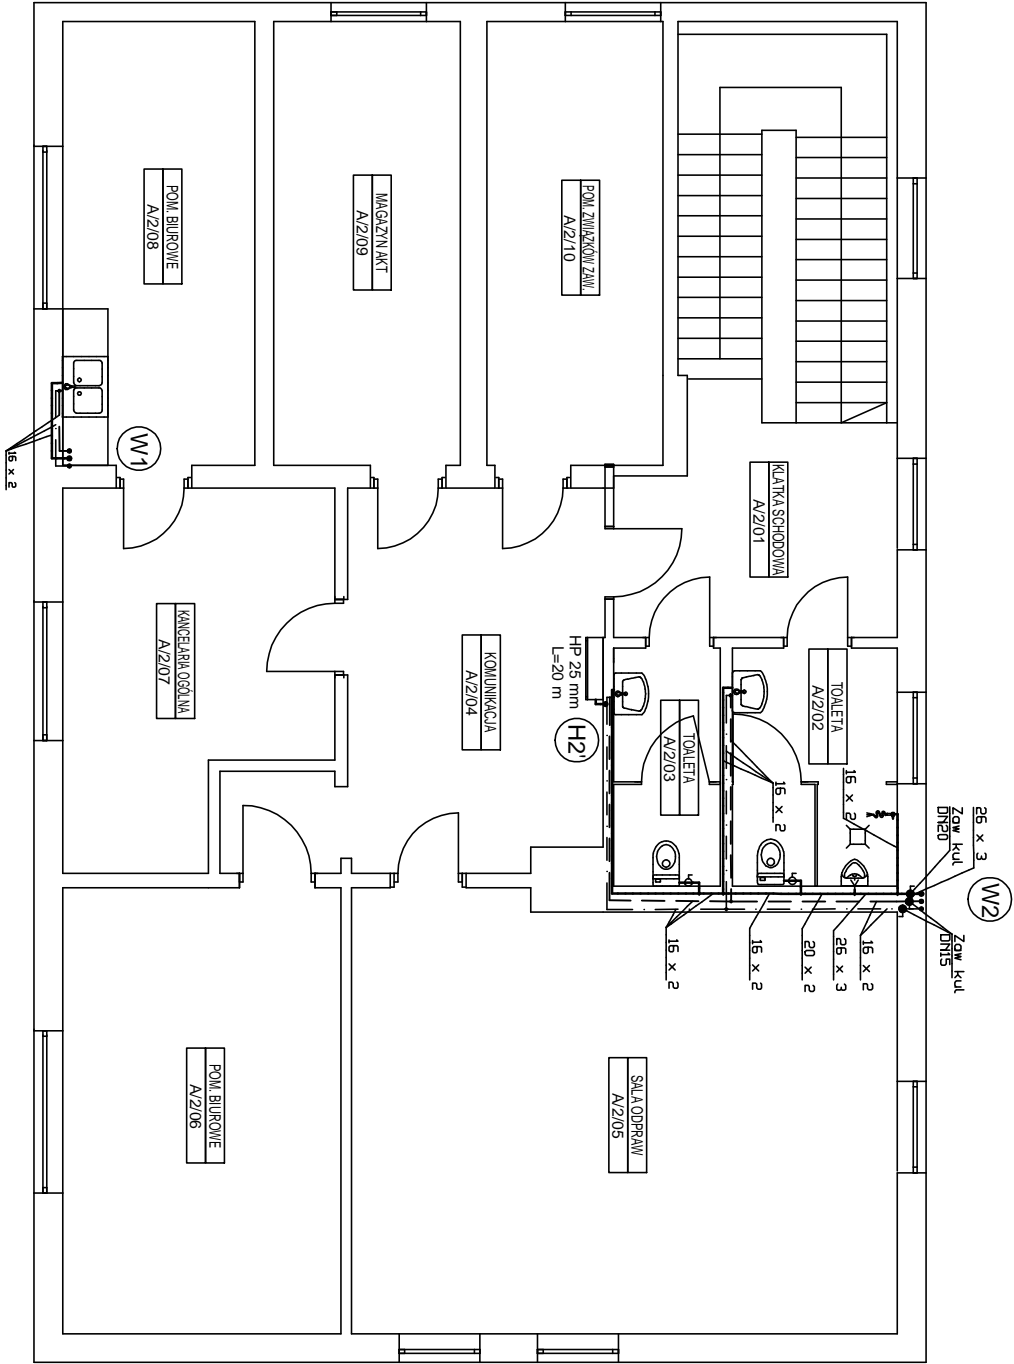 POM. BIUROWE
A/2/08
MAGAZYN AKT
A/2/09
POM. ZWIĄZKÓW ZAW.
A/2/10
KLATKA SCHODOWA
A/2/01
W1
16 x 2
KANCELARIA OGÓLNA
A/2/07
KOMUNIKACJA
A/2/04
HP 25 mm
L=20 m
H2'
TOALETA
A/2/03
TOALETA
A/2/02
16 x 2
16 x 2
26 x 3
Zaw kul
DN20
W2
Zaw kul
DN15
16 x 2
26 x 3
20 x 2
16 x 2
16 x 2
POM. BIUROWE
A/2/06
SALA ODPRAW
A/2/05